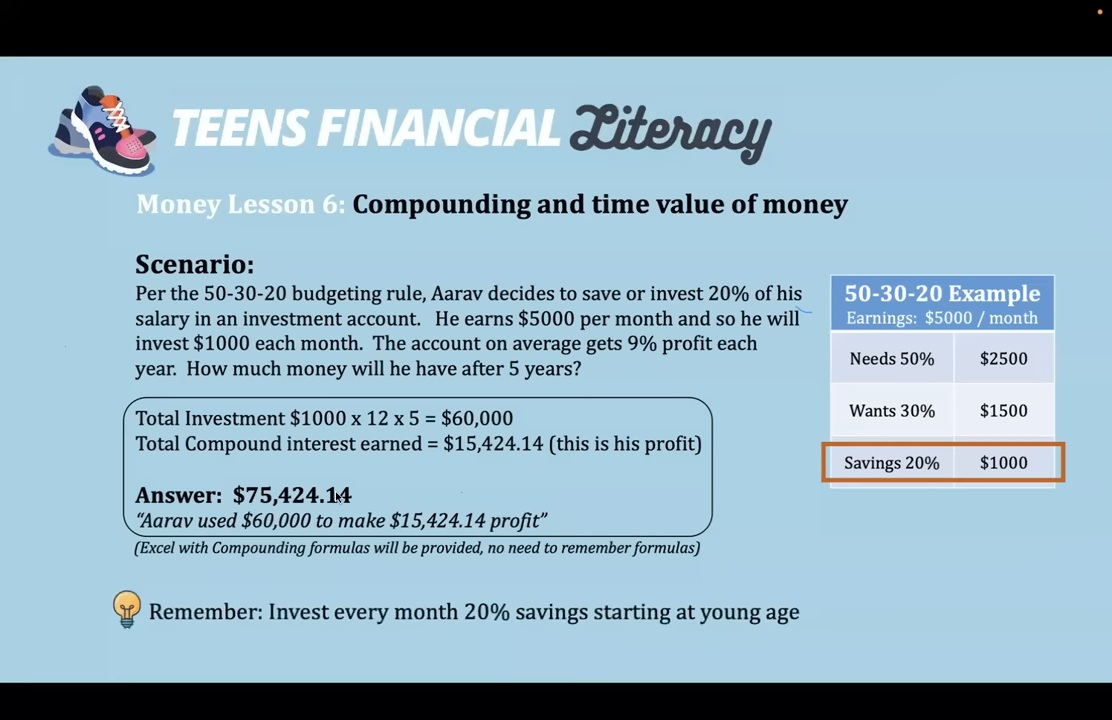 TEENS FINANCIAL Literacy
Money Lesson 6: Compounding and time value of money
Scenario:
Per the 50-30-20 budgeting rule, Aarav decides to save or invest 20% of his
salary in an investment account. He earns $5000 per month and so he will
invest $1000 each month. The account on average gets 9% profit each
year. How much money will he have after 5 years?
Total Investment $1000 x 12 x 5 = $60,000
Total Compound interest earned = $15,424.14 (this is his profit)
Answer: $75,424.14
“Aarav used $60,000 to make $15,424.14 profit”
(Excel with Compounding formulas will be provided, no need to remember formulas)
Remember: Invest every month 20% savings starting at young age
50-30-20 Example
Earnings: $5000 / month
Needs 50% $2500
Wants 30% $1500
Savings 20% $1000